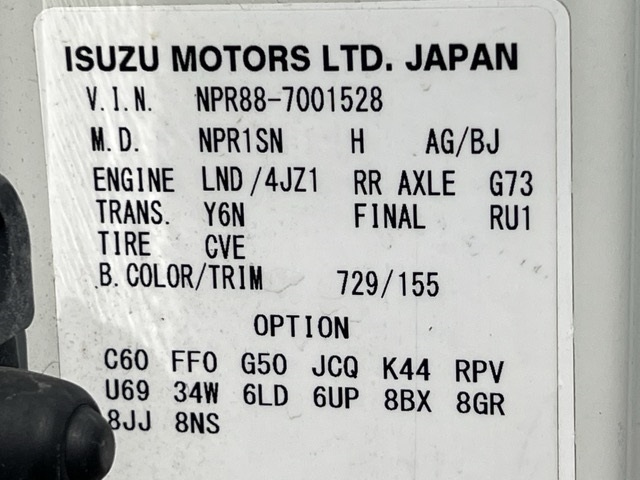 ISUZU MOTORS LTD. JAPAN
V.I.N. NPR88-7001528
M.D. NPR1SN H AG/BJ
ENGINE LND/4JZ1 RR AXLE G73
TRANS. Y6N FINAL RU1
TIRE CVE
B.COLOR/TRIM 729/155
OPTION
C60 FF0 G50 JCQ K44 RPV
U69 34W 6LD 6UP 8BX 8GR
8JJ 8NS